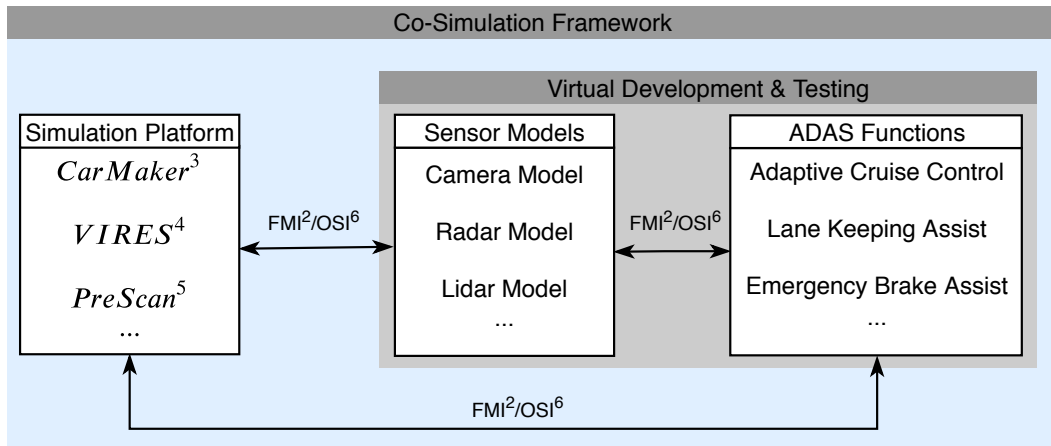 Co-Simulation Framework
Virtual Development & Testing
Simulation Platform
CarMaker³
VIRES⁴
PreScan⁵
...
FMI²/OSI⁶
Sensor Models
Camera Model
Radar Model
Lidar Model
...
FMI²/OSI⁶
ADAS Functions
Adaptive Cruise Control
Lane Keeping Assist
Emergency Brake Assist
...
FMI²/OSI⁶